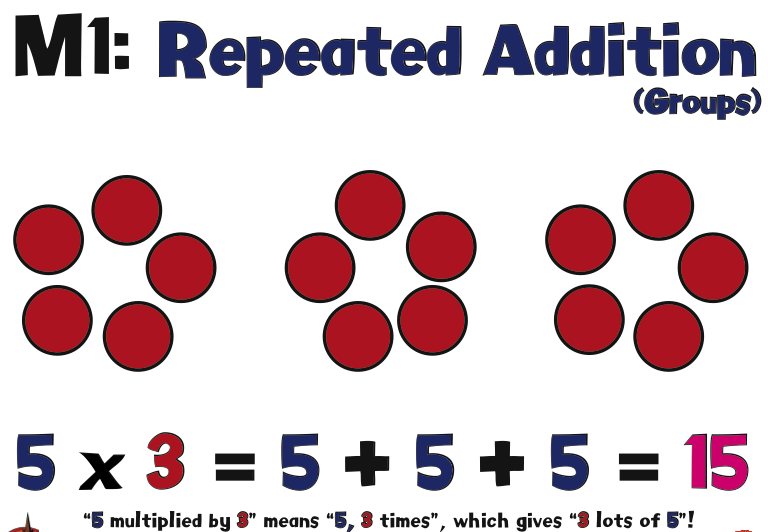 M1: Repeated Addition
(Groups)
5 x 3 = 5 + 5 + 5 = 15
“5 multiplied by 3” means “5, 3 times”, which gives “3 lots of 5”!